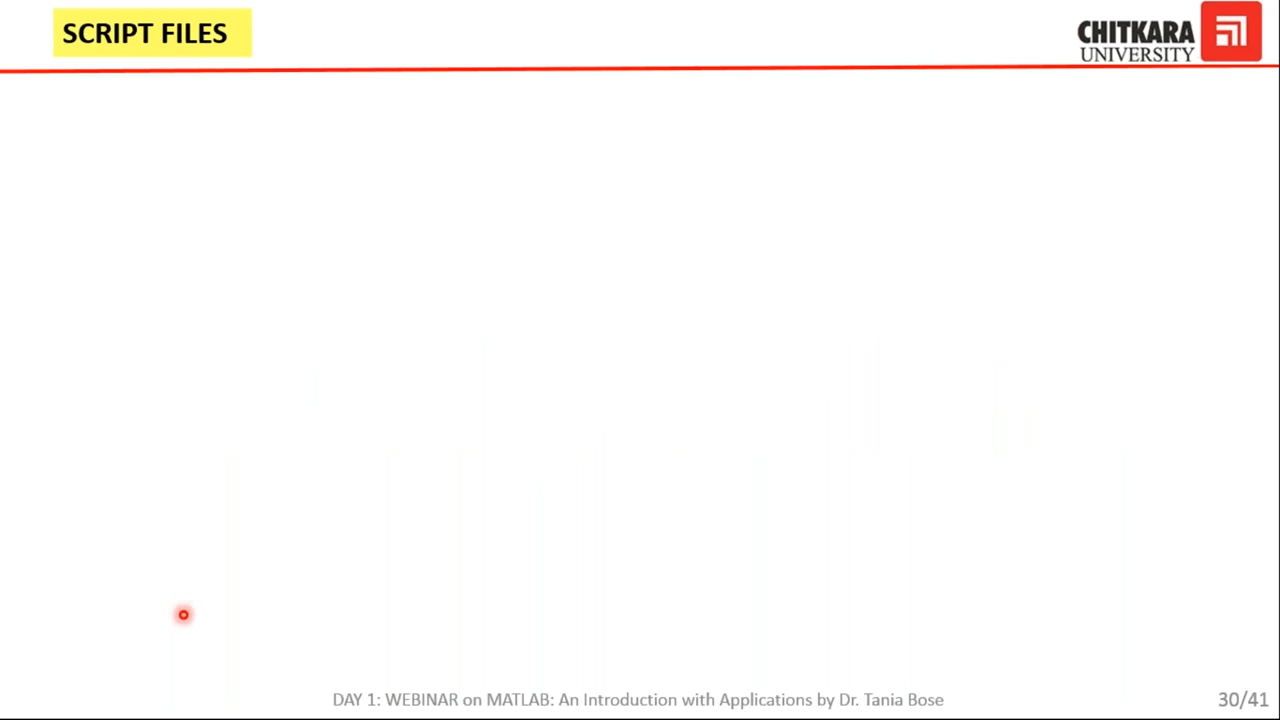 SCRIPT FILES
CHITKARA
UNIVERSITY
DAY 1: WEBINAR on MATLAB: An Introduction with Applications by Dr. Tania Bose
30/41